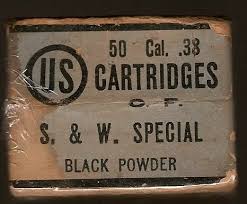 US
50 Cal. .38
CARTRIDGES
C. F.
S. & W. SPECIAL
BLACK POWDER